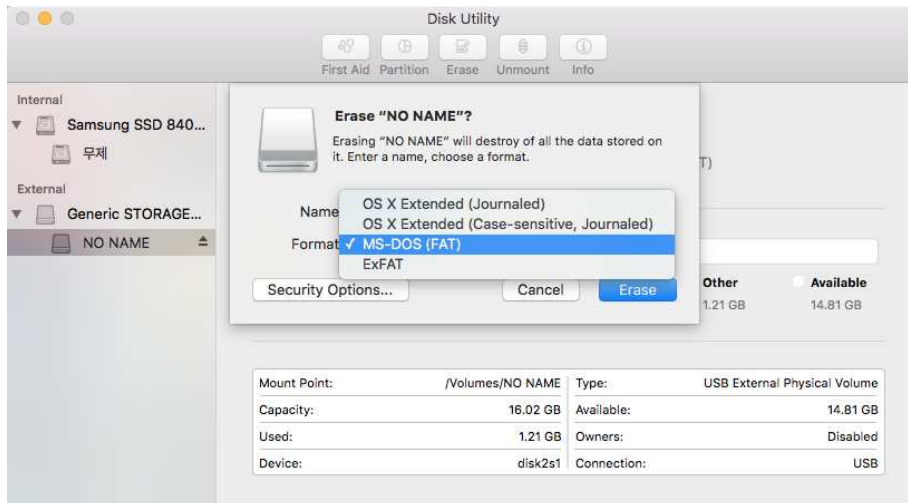 Disk Utility
First Aid Partition Erase Unmount Info
Internal
Samsung SSD 840...
무제
External
Generic STORAGE...
NO NAME
Erase “NO NAME”?
Erasing “NO NAME” will destroy of all the data stored on
it. Enter a name, choose a format.
T)
Name
Format
OS X Extended (Journaled)
OS X Extended (Case-sensitive, Journaled)
✓ MS-DOS (FAT)
ExFAT
Security Options... Cancel Erase
Other Available
1.21 GB 14.81 GB
Mount Point: /Volumes/NO NAME Type: USB External Physical Volume
Capacity: 16.02 GB Available: 14.81 GB
Used: 1.21 GB Owners: Disabled
Device: disk2s1 Connection: USB